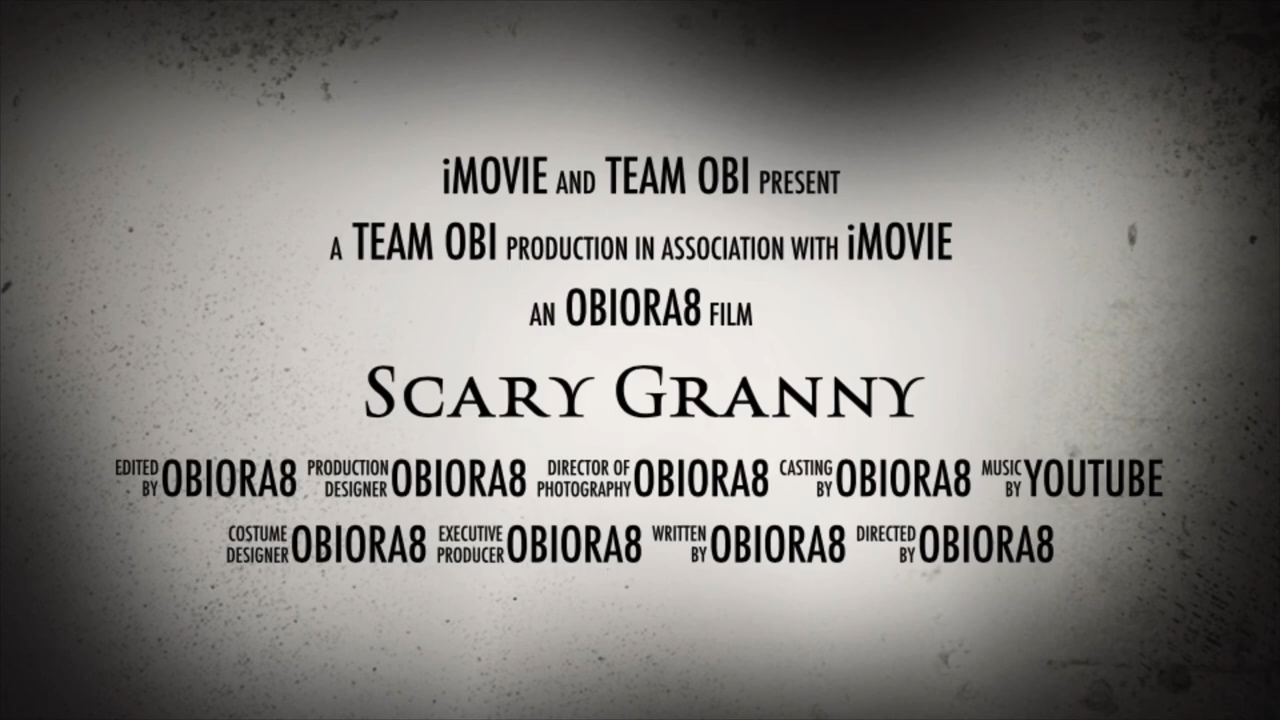 iMOVIE AND TEAM OBI PRESENT
A TEAM OBI PRODUCTION IN ASSOCIATION WITH iMOVIE
AN OBIORA8 FILM
SCARY GRANNY
EDITED BY OBIORA8 PRODUCTION DESIGNER OBIORA8 DIRECTOR OF PHOTOGRAPHY OBIORA8 CASTING BY OBIORA8 MUSIC BY YOUTUBE
COSTUME DESIGNER OBIORA8 EXECUTIVE PRODUCER OBIORA8 WRITTEN BY OBIORA8 DIRECTED BY OBIORA8